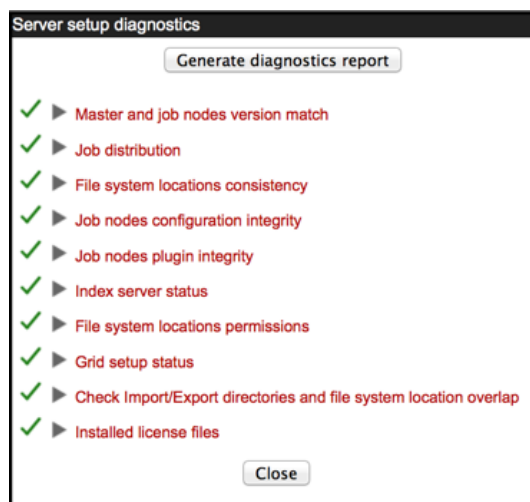 Server setup diagnostics
Generate diagnostics report
Master and job nodes version match
Job distribution
File system locations consistency
Job nodes configuration integrity
Job nodes plugin integrity
Index server status
File system locations permissions
Grid setup status
Check Import/Export directories and file system location overlap
Installed license files
Close